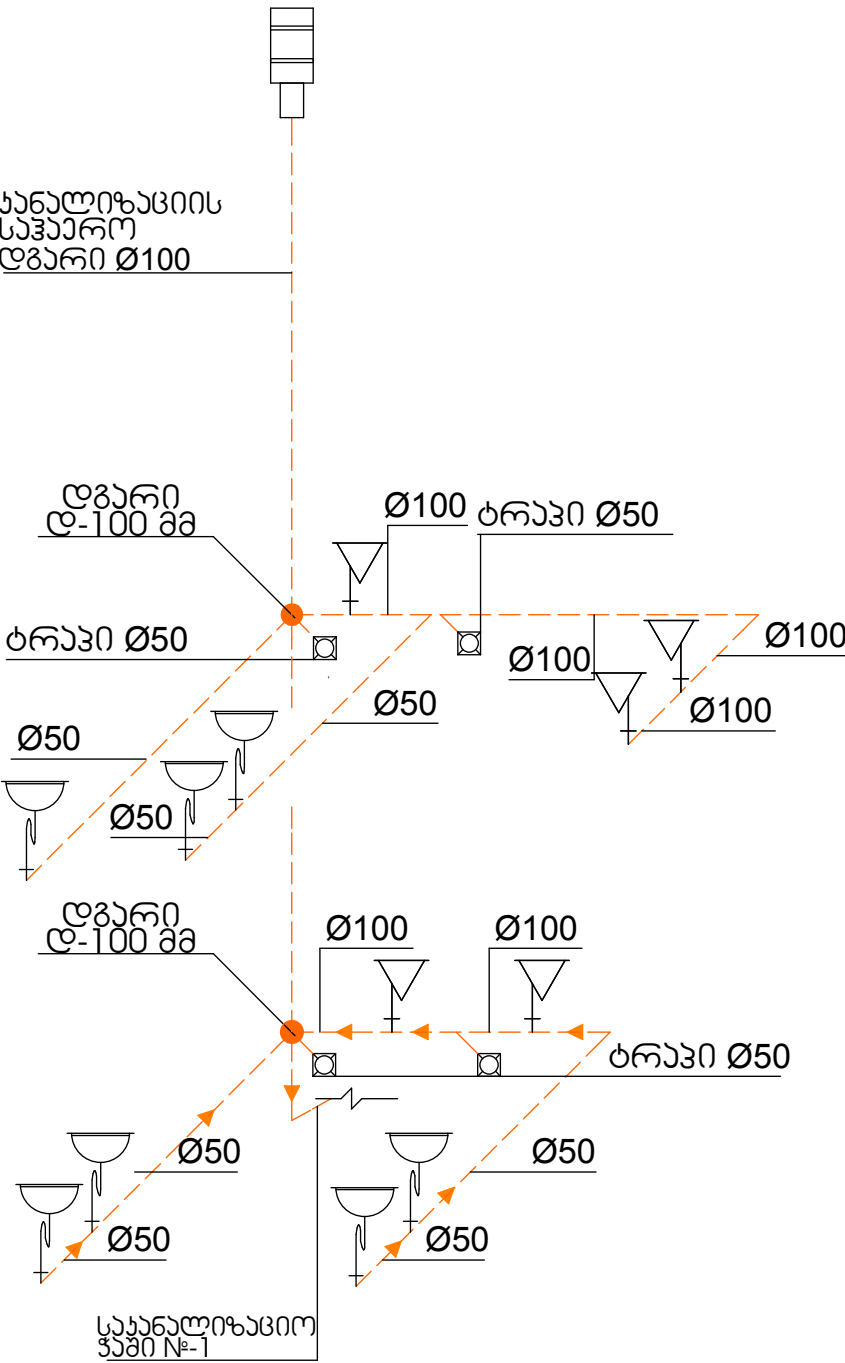 კანალიზაციის
საჰაერო
დგარი Ø100
დგარი
დ-100 მმ
Ø100
ტრაპი Ø50
ტრაპი Ø50
Ø100
Ø100
Ø50
Ø100
Ø50
Ø50
დგარი
დ-100 მმ
Ø100
Ø100
ტრაპი Ø50
Ø50
Ø50
Ø50
Ø50
საკანალიზაციო
ჭაში №-1